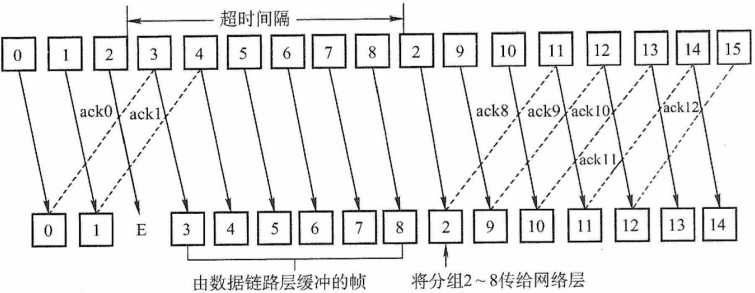 超时间隔
0 1 2 3 4 5 6 7 8 2 9 10 11 12 13 14 15
ack0 ack1 ack8 ack9 ack10 ack12
ack11
0 1 E 3 4 5 6 7 8 2 9 10 11 12 13 14
由数据链路层缓冲的帧 将分组2~8传给网络层